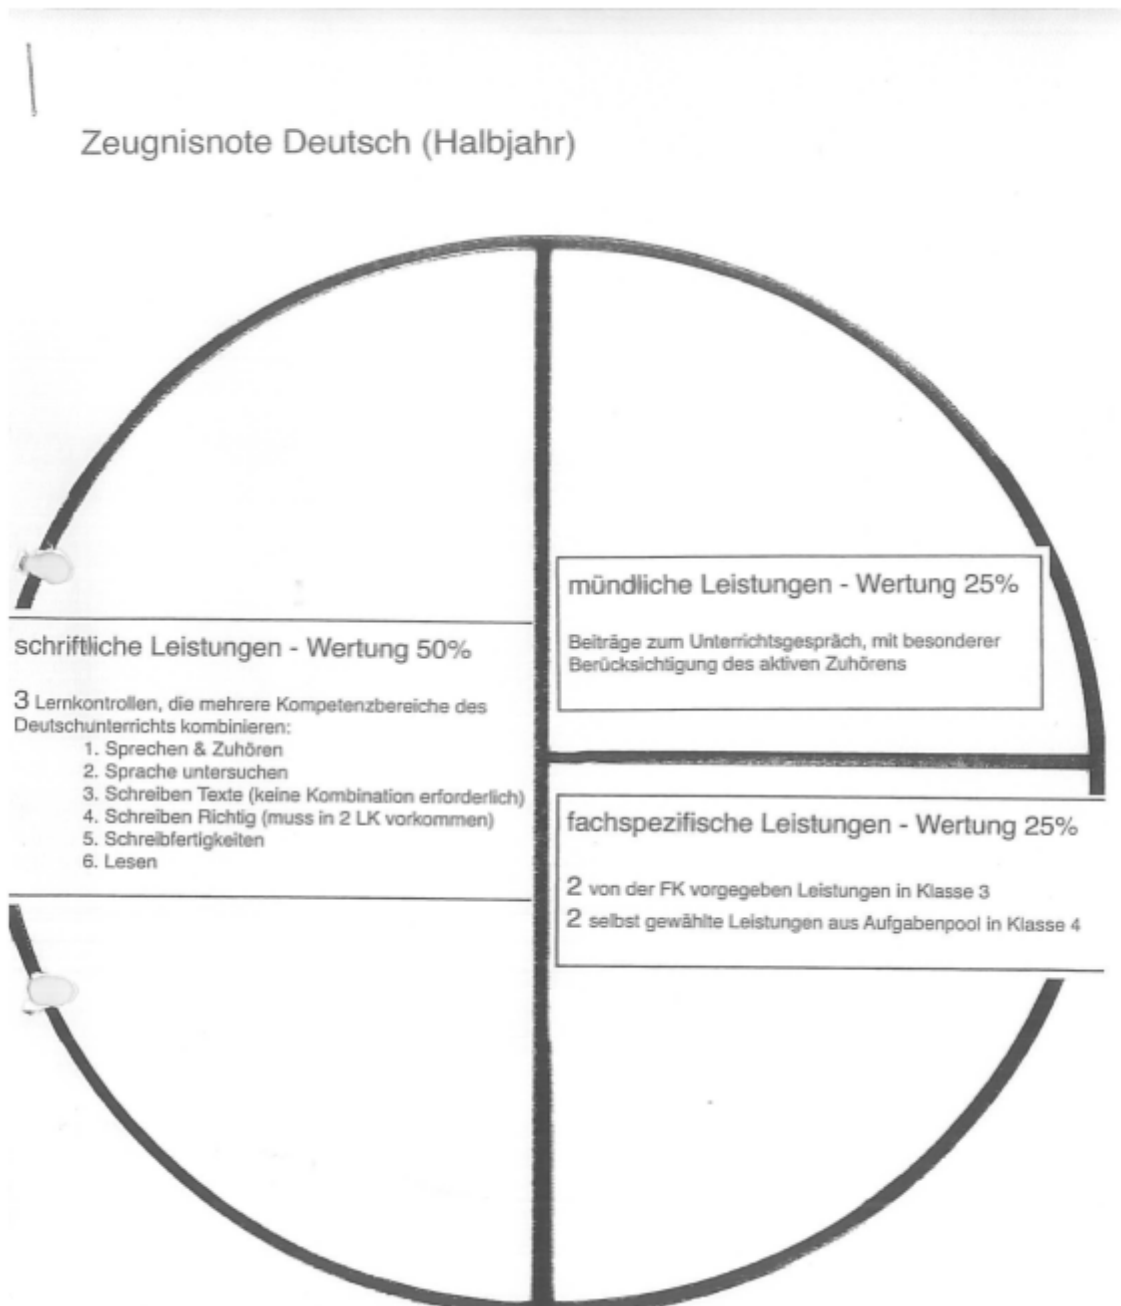 Zeugnisnote Deutsch (Halbjahr)
schriftliche Leistungen - Wertung 50%
3 Lernkontrollen, die mehrere Kompetenzbereiche des
Deutschunterrichts kombinieren:
1. Sprechen & Zuhören
2. Sprache untersuchen
3. Schreiben Texte (keine Kombination erforderlich)
4. Schreiben Richtig (muss in 2 LK vorkommen)
5. Schreibfertigkeiten
6. Lesen
mündliche Leistungen - Wertung 25%
Beiträge zum Unterrichtsgespräch, mit besonderer
Berücksichtigung des aktiven Zuhörens
fachspezifische Leistungen - Wertung 25%
2 von der FK vorgegeben Leistungen in Klasse 3
2 selbst gewählte Leistungen aus Aufgabenpool in Klasse 4